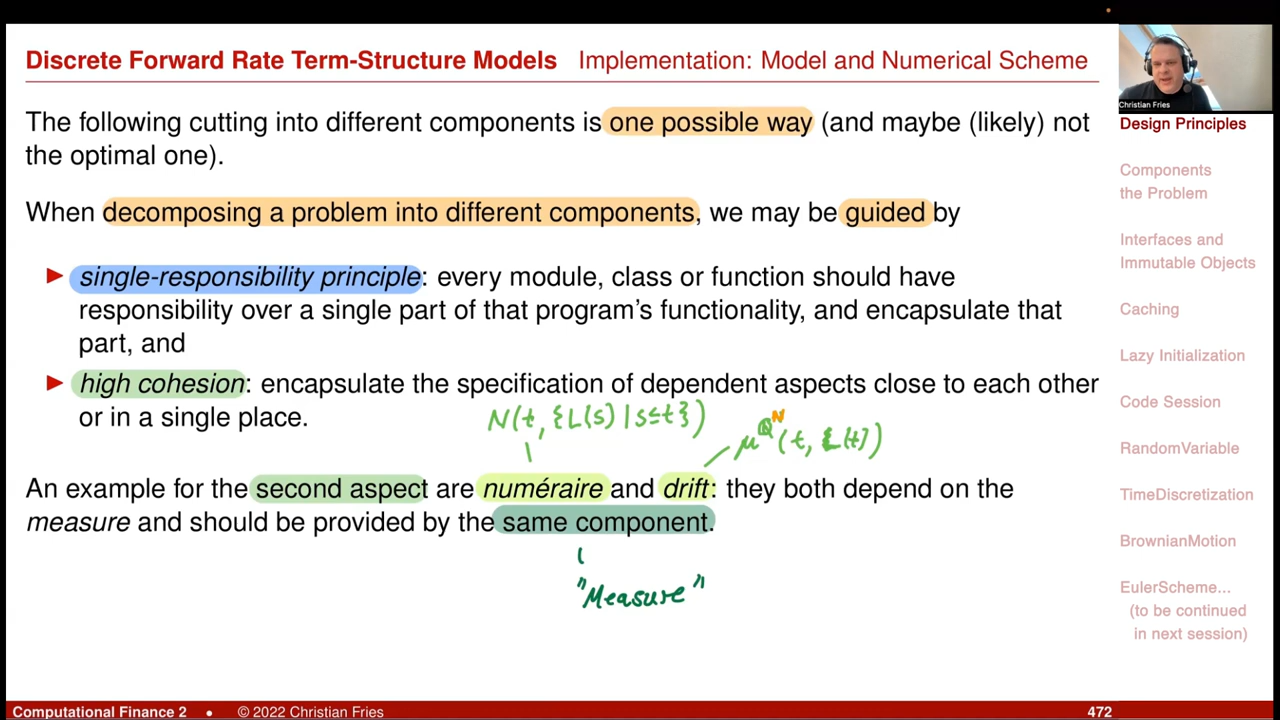 Discrete Forward Rate Term-Structure Models Implementation: Model and Numerical Scheme
The following cutting into different components is one possible way (and maybe (likely) not
the optimal one).
When decomposing a problem into different components, we may be guided by
▶ single-responsibility principle: every module, class or function should have
responsibility over a single part of that program's functionality, and encapsulate that
part, and
▶ high cohesion: encapsulate the specification of dependent aspects close to each other
or in a single place.
N(t, {L(s) | s≤t})
μ^{Q^N}(t, L(t))
An example for the second aspect are numéraire and drift: they both depend on the
measure and should be provided by the same component.
"Measure"
Christian Fries
Design Principles
Components
the Problem
Interfaces and
Immutable Objects
Caching
Lazy Initialization
Code Session
RandomVariable
TimeDiscretization
BrownianMotion
EulerScheme...
(to be continued
in next session)
Computational Finance 2 • © 2022 Christian Fries 472